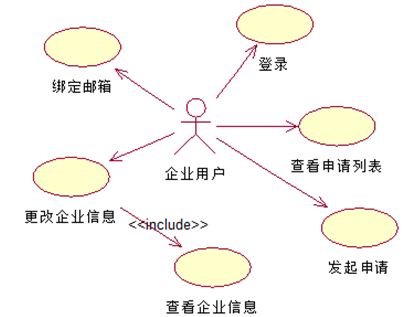 登录
绑定邮箱
查看申请列表
企业用户
更改企业信息
<<include>>
发起申请
查看企业信息